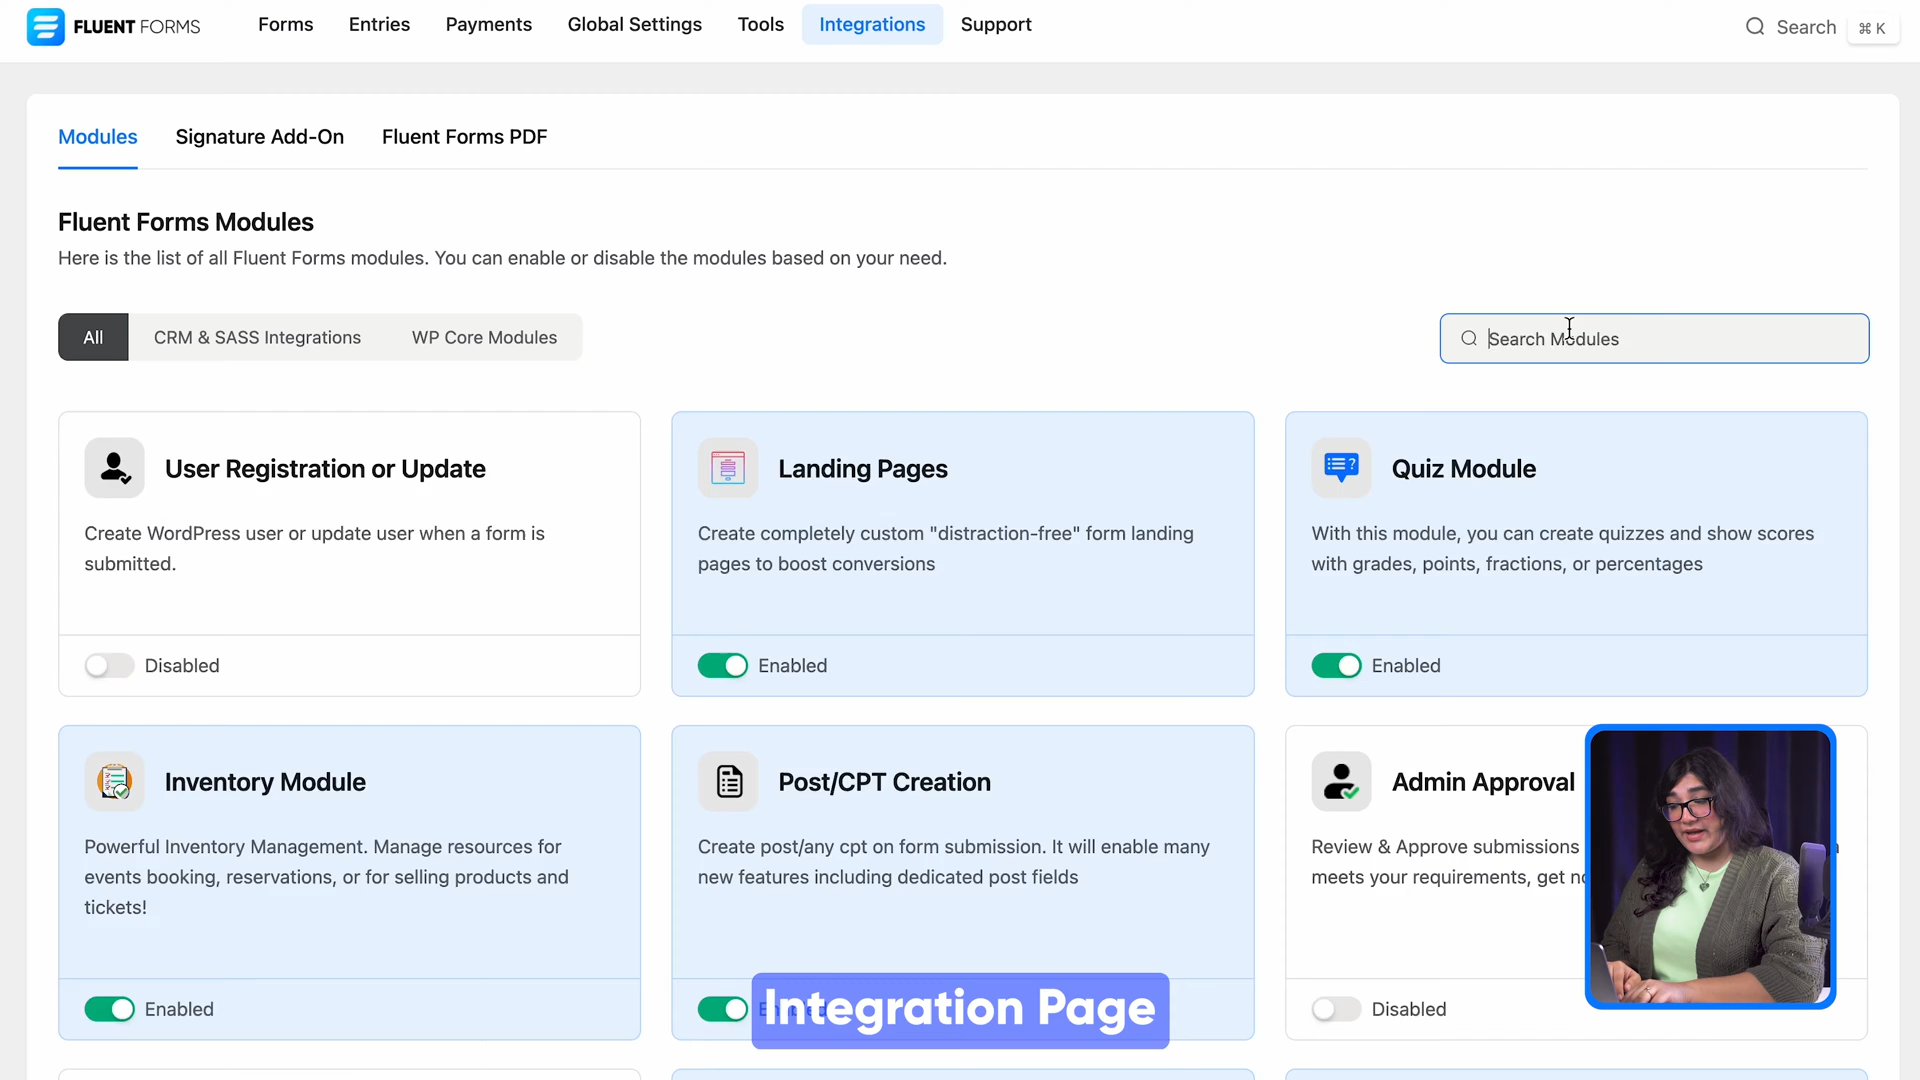 FLUENT FORMS
Forms
Entries
Payments
Global Settings
Tools
Integrations
Support
Search
⌘ K
Modules
Signature Add-On
Fluent Forms PDF
Fluent Forms Modules
Here is the list of all Fluent Forms modules. You can enable or disable the modules based on your need.
All
CRM & SASS Integrations
WP Core Modules
Search Modules
User Registration or Update
Create WordPress user or update user when a form is
submitted.
Disabled
Landing Pages
Create completely custom "distraction-free" form landing
pages to boost conversions
Enabled
Quiz Module
With this module, you can create quizzes and show scores
with grades, points, fractions, or percentages
Enabled
Inventory Module
Powerful Inventory Management. Manage resources for
events booking, reservations, or for selling products and
tickets!
Enabled
Post/CPT Creation
Create post/any cpt on form submission. It will enable many
new features including dedicated post fields
Admin Approval
Review & Approve submissions
meets your requirements, get
Disabled
Integration Page